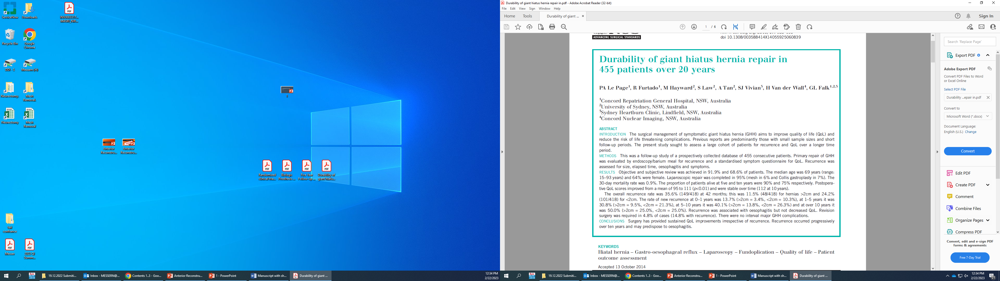 ServiceNow
Downloads
INV0003317...
MASRI_NIR...
Recycle Bin
Google
Chrome
DDI - S
Messern (H)
Neurectomy.
Mesh
Removal.
Neurectomy
Mesh
Removal
1
Anterior
Reconstru...
Anterior
Reconstru...
Randomized
clinical tria...
Biologic
Prosthesis ...
Five Year
Follow-up ...
Durability of
giant hiatu...
Vail
confrance
Messer
2023 QI
Summ...
19.12.2022 Submiti...
Inbox - MESSERN@...
Contents 1..3 - Goo...
Anterior Reconstru...
1 - PowerPoint
Manuscript with sh...
Durability of giant ...
12:34 PM
2/22/2023
Durability of giant hiatus hernia repair in.pdf - Adobe Acrobat Reader (32-bit)
File Edit View Sign Window Help
Home Tools Durability of giant ... ×
Sign In
1 / 6
ADVANCING SURGICAL STANDARDS
doi 10.1308/003588414X14055925060839
Durability of giant hiatus hernia repair in
455 patients over 20 years
PA Le Page1, R Furtado1, M Hayward2, S Law2, A Tan2, SJ Vivian3, H Van der Wall4, GL Falk1,2,3
1Concord Repatriation General Hospital, NSW, Australia
2University of Sydney, NSW, Australia
3Sydney Heartburn Clinic, Lindfield, NSW, Australia
4Concord Nuclear Imaging, NSW, Australia
ABSTRACT
INTRODUCTION The surgical management of symptomatic giant hiatus hernia (GHH) aims to improve quality of life (QoL) and
reduce the risk of life threatening complications. Previous reports are predominantly those with small sample sizes and short
follow-up periods. The present study sought to assess a large cohort of patients for recurrence and QoL over a longer time
period.
METHODS This was a follow-up study of a prospectively collected database of 455 consecutive patients. Primary repair of GHH
was evaluated by endoscopy/barium meal for recurrence and a standardised symptom questionnaire for QoL. Recurrence was
assessed for size, elapsed time, oesophagitis and symptoms.
RESULTS Objective and subjective review was achieved in 91.9% and 68.6% of patients. The median age was 69 years (range:
15–93 years) and 64% were female. Laparoscopic repair was completed in 95% (mesh in 6% and Collis gastroplasty in 7%). The
30-day mortality rate was 0.9%. The proportion of patients alive at five and ten years were 90% and 75% respectively. Postopera-
tive QoL scores improved from a mean of 95 to 111 (p<0.01) and were stable over time (112 at 10 years).
The overall recurrence rate was 35.6% (149/418) at 42 months; this was 11.5% (48/418) for hernias >2cm and 24.2%
(101/418) for <2cm. The rate of new recurrence at 0–1 years was 13.7% (>2cm = 3.4%, <2cm = 10.3%), at 1–5 years it was
30.8% (>2cm = 9.5%, <2cm = 21.3%), at 5–10 years it was 40.1% (>2cm = 13.8%, <2cm = 26.3%) and at over 10 years it
was 50.0% (>2cm = 25.0%, <2cm = 25.0%). Recurrence was associated with oesophagitis but not decreased QoL. Revision
surgery was required in 4.8% of cases (14.8% with recurrence). There were no interval major GHH complications.
CONCLUSIONS Surgery has provided sustained QoL improvements irrespective of recurrence. Recurrence occurred progressively
over ten years and may predispose to oesophagitis.
KEYWORDS
Hiatal hernia – Gastro-oesophageal reflux – Laparoscopy – Fundoplication – Quality of life – Patient
outcome assessment
Accepted 13 October 2014
Search 'Replace Page'
Export PDF
Adobe Export PDF
Convert PDF Files to Word
or Excel Online
Select PDF File
Durability ...epair in.pdf
Convert to
Microsoft Word (*.docx)
Document Language:
English (U.S.) Change
Convert
Edit PDF
Create PDF
Comment
Combine Files
Organize Pages
Compress PDF
Convert, edit and e-sign PDF
forms & agreements
Free 7-Day Trial
19.12.2022 Submiti...
Inbox - MESSERN@...
Contents 1..3 - Goo...
Anterior Reconstru...
1 - PowerPoint
Manuscript with sh...
Durability of giant ...
12:34 PM
2/22/2023